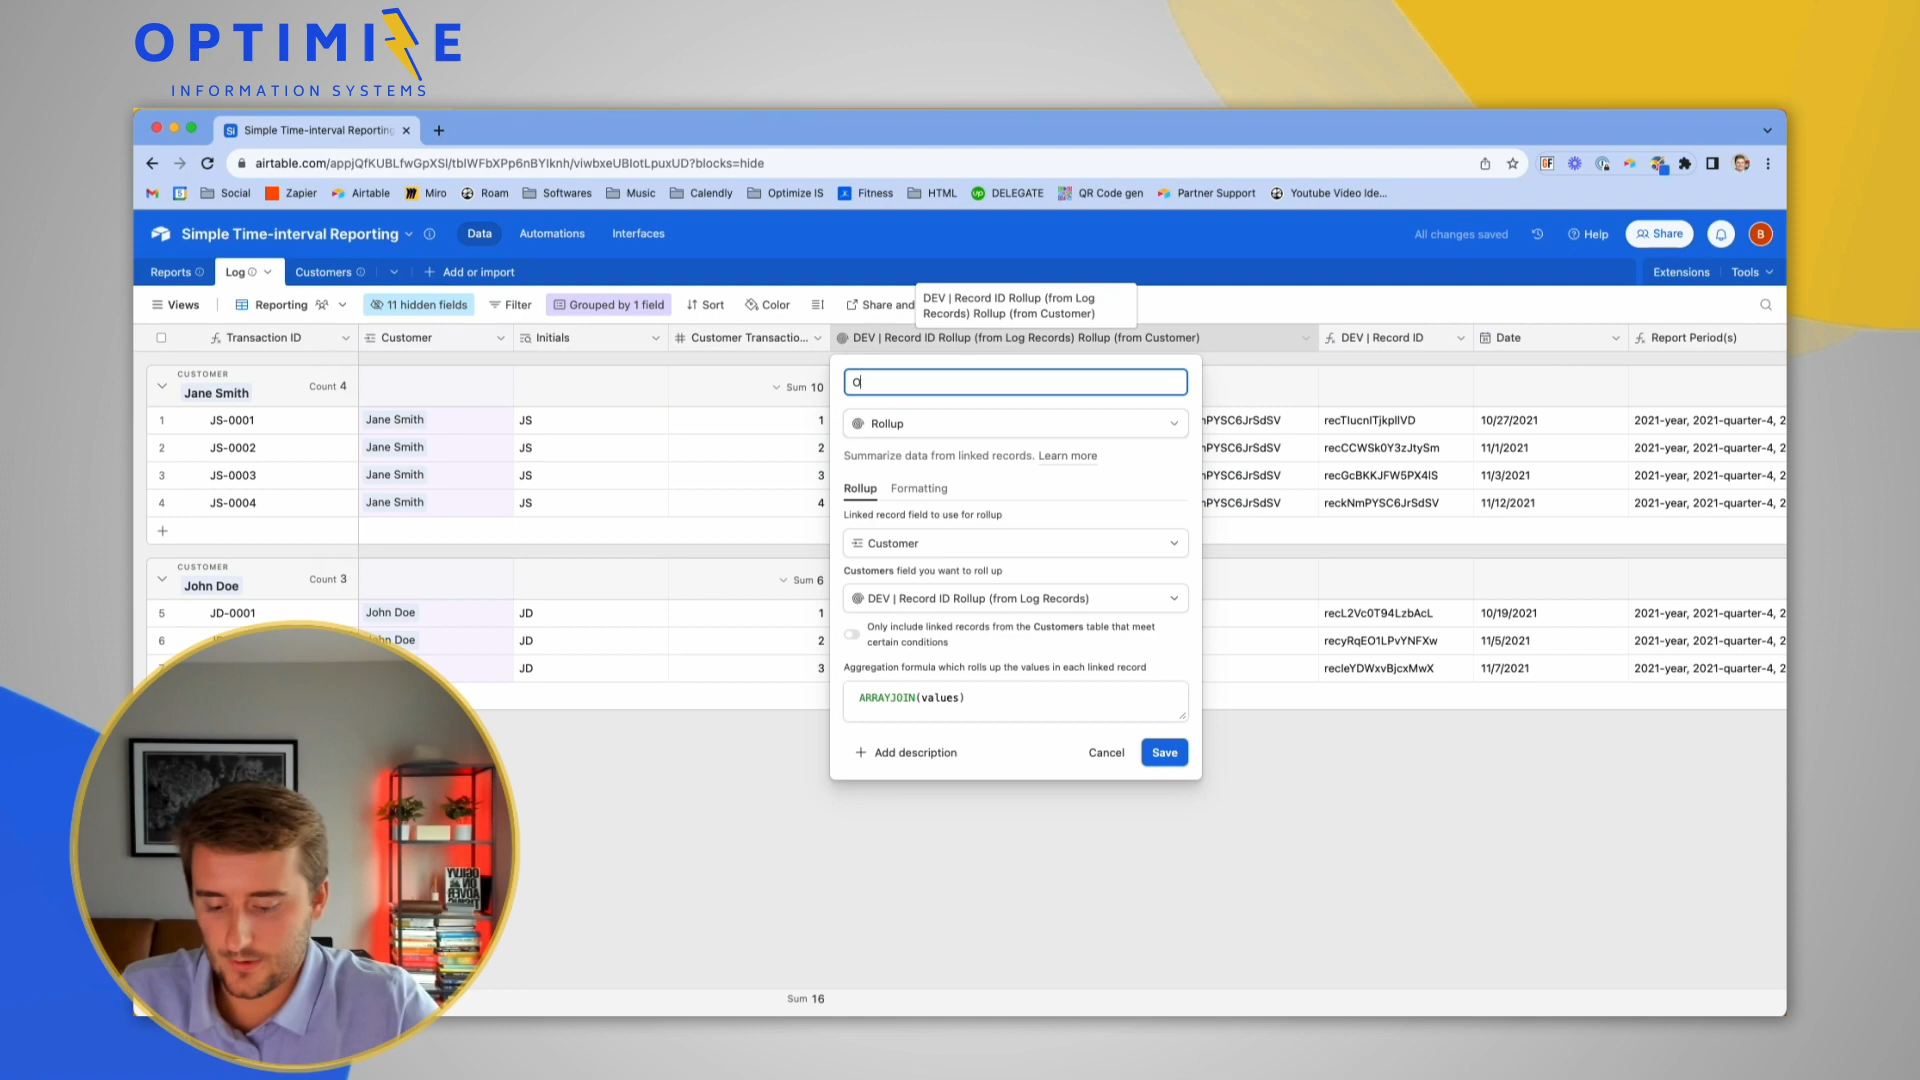 OPTIMIZE
INFORMATION SYSTEMS
Simple Time-interval Reporting
airtable.com/appjQfKUBLfwGpXSl/tblWFbXPp6nBYIknh/viwbxeUBlotLpuxUD?blocks=hide
Social Zapier Airtable Miro Roam Softwares Music Calendly Optimize IS Fitness HTML DELEGATE QR Code gen Partner Support Youtube Video Ide...
Simple Time-interval Reporting Data Automations Interfaces All changes saved Help Share B
Reports Log Customers Add or import Extensions Tools
Views Reporting 11 hidden fields Filter Grouped by 1 field Sort Color Share and
DEV | Record ID Rollup (from Log
Records) Rollup (from Customer)
Transaction ID Customer Initials Customer Transactio... DEV | Record ID Rollup (from Log Records) Rollup (from Customer) DEV | Record ID Date Report Period(s)
CUSTOMER
Jane Smith Count 4 Sum 10
1 JS-0001 Jane Smith JS 1 nPYSC6JrSdSV recTIucnITjkpllVD 10/27/2021 2021-year, 2021-quarter-4, 2
2 JS-0002 Jane Smith JS 2 nPYSC6JrSdSV recCCWSk0Y3zJtySm 11/1/2021 2021-year, 2021-quarter-4, 2
3 JS-0003 Jane Smith JS 3 nPYSC6JrSdSV recGcBKKJFW5PX4IS 11/3/2021 2021-year, 2021-quarter-4, 2
4 JS-0004 Jane Smith JS 4 nPYSC6JrSdSV reckNmPYSC6JrSdSV 11/12/2021 2021-year, 2021-quarter-4, 2
CUSTOMER
John Doe Count 3 Sum 6
5 JD-0001 John Doe JD 1 recL2Vc0T94LzbAcL 10/19/2021 2021-year, 2021-quarter-4, 2
6 John Doe JD 2 recyRqEO1LPvYNFXw 11/5/2021 2021-year, 2021-quarter-4, 2
JD 3 recIeYDWxvBjcxMwX 11/7/2021 2021-year, 2021-quarter-4, 2
Rollup
Summarize data from linked records. Learn more
Rollup Formatting
Linked record field to use for rollup
Customer
Customers field you want to roll up
DEV | Record ID Rollup (from Log Records)
Only include linked records from the Customers table that meet
certain conditions
Aggregation formula which rolls up the values in each linked record
ARRAYJOIN(values)
Add description Cancel Save
Sum 16